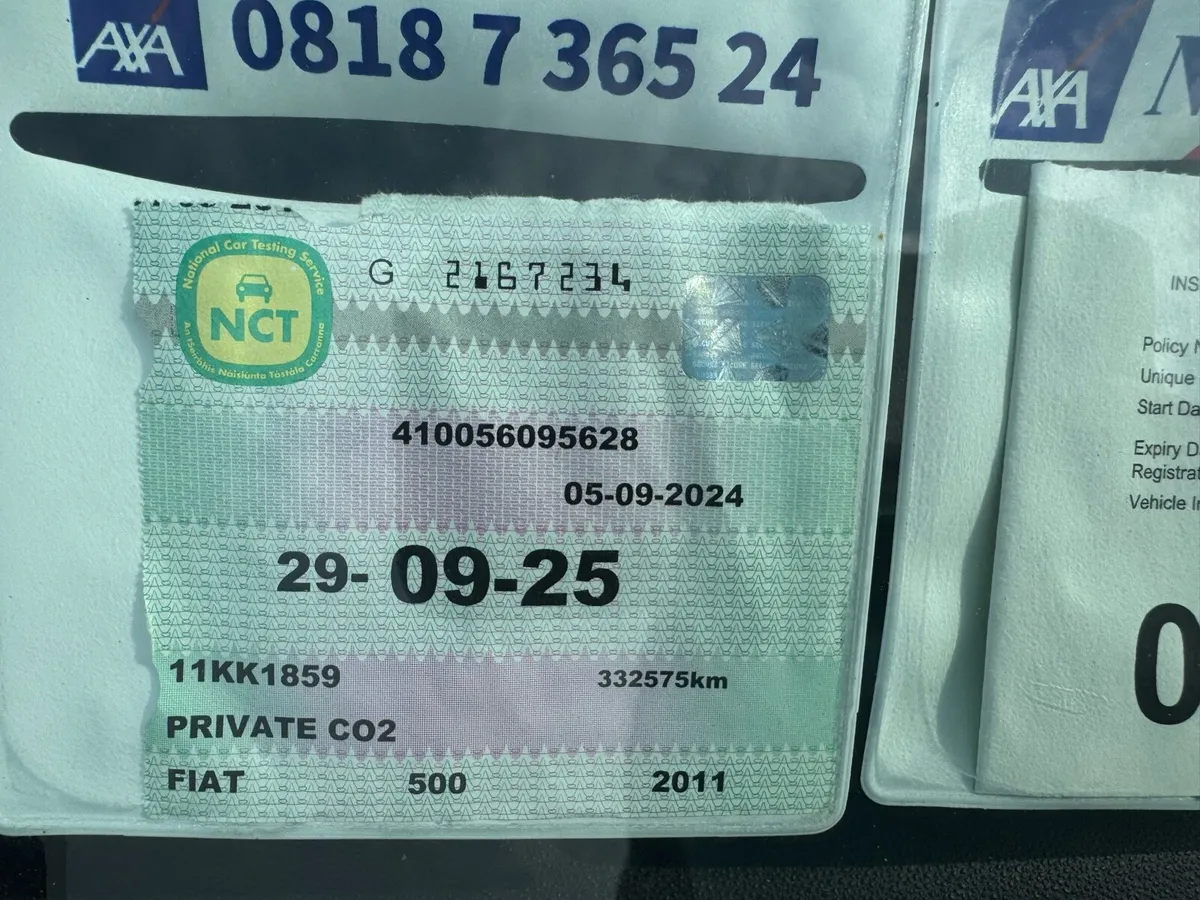 AXA
0818 7 365 24
National Car Testing Service
NCT
An tSeirbhís Náisiúnta Tástála Carranna
G 2167234
410056095628
05-09-2024
29- 09-25
11KK1859
332575km
PRIVATE CO2
FIAT 500 2011
AXA
INS
Policy
Unique
Start Da
Expiry D
Registrat
Vehicle I
0